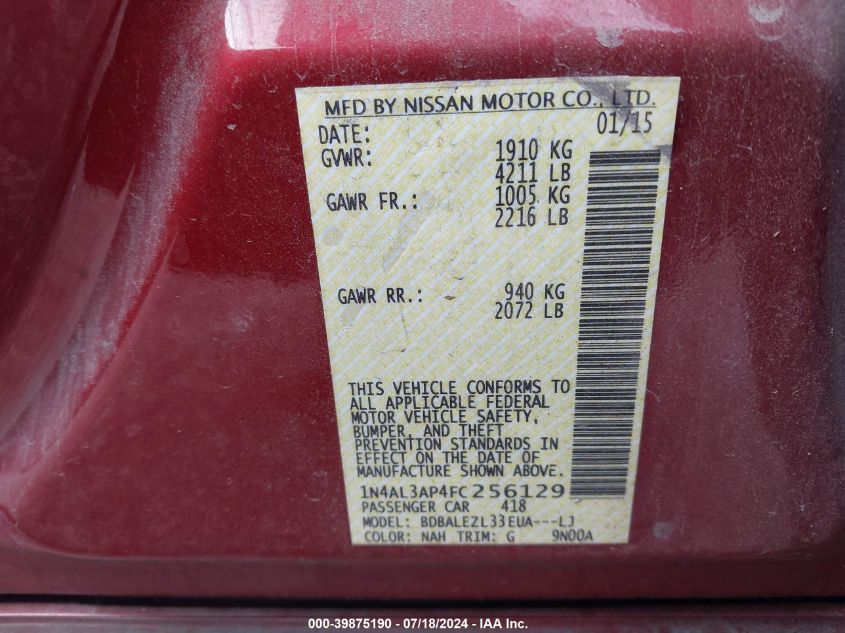 MFD BY NISSAN MOTOR CO., LTD.
DATE: 01/15
GVWR: 1910 KG
4211 LB
GAWR FR.: 1005 KG
2216 LB
GAWR RR.: 940 KG
2072 LB
THIS VEHICLE CONFORMS TO
ALL APPLICABLE FEDERAL
MOTOR VEHICLE SAFETY,
BUMPER, AND THEFT
PREVENTION STANDARDS IN
EFFECT ON THE DATE OF
MANUFACTURE SHOWN ABOVE.
1N4AL3AP4FC256129
PASSENGER CAR 418
MODEL: BDBALEZL33EUA---LJ
COLOR: NAH TRIM: G 9N00A
000-39875190 - 07/18/2024 - IAA Inc.